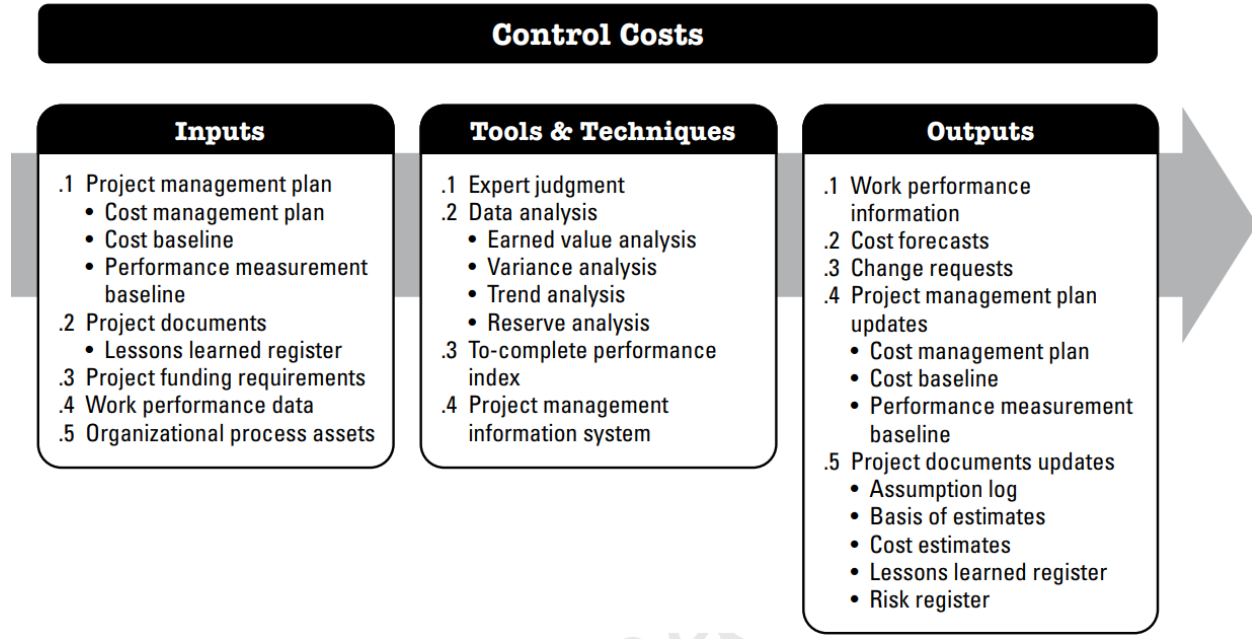 Control Costs
Inputs
.1 Project management plan
• Cost management plan
• Cost baseline
• Performance measurement
baseline
.2 Project documents
• Lessons learned register
.3 Project funding requirements
.4 Work performance data
.5 Organizational process assets
Tools & Techniques
.1 Expert judgment
.2 Data analysis
• Earned value analysis
• Variance analysis
• Trend analysis
• Reserve analysis
.3 To-complete performance
index
.4 Project management
information system
Outputs
.1 Work performance
information
.2 Cost forecasts
.3 Change requests
.4 Project management plan
updates
• Cost management plan
• Cost baseline
• Performance measurement
baseline
.5 Project documents updates
• Assumption log
• Basis of estimates
• Cost estimates
• Lessons learned register
• Risk register